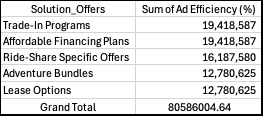 Solution_Offers Sum of Ad Efficiency (%)
Trade-In Programs 19,418,587
Affordable Financing Plans 19,418,587
Ride-Share Specific Offers 16,187,580
Adventure Bundles 12,780,625
Lease Options 12,780,625
Grand Total 80586004.64